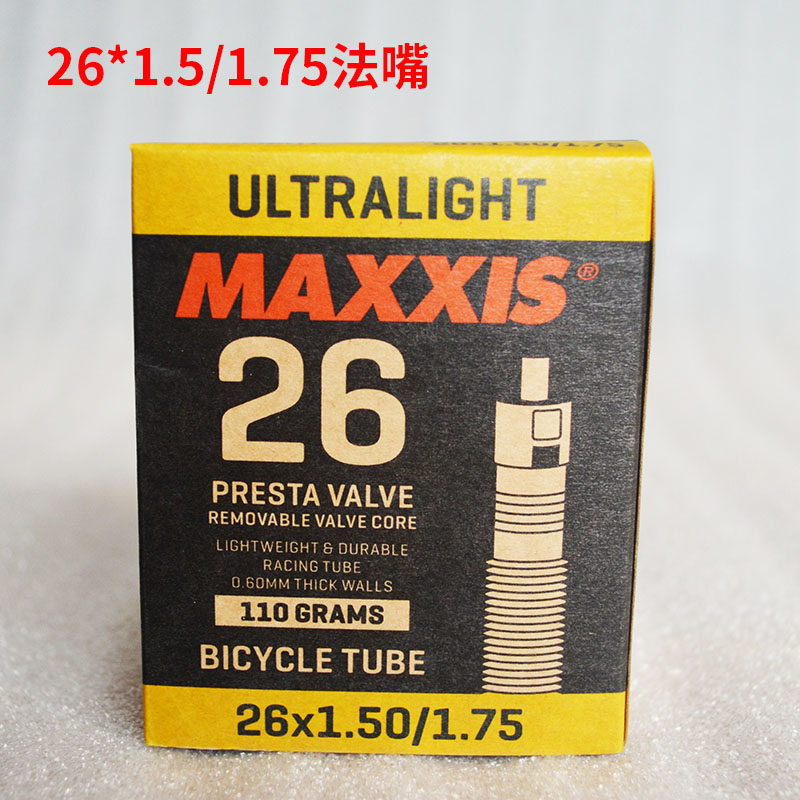 26*1.5/1.75法嘴
ULTRALIGHT
MAXXIS®
26
PRESTA VALVE
REMOVABLE VALVE CORE
LIGHTWEIGHT & DURABLE
RACING TUBE
0.60MM THICK WALLS
110 GRAMS
BICYCLE TUBE
26x1.50/1.75